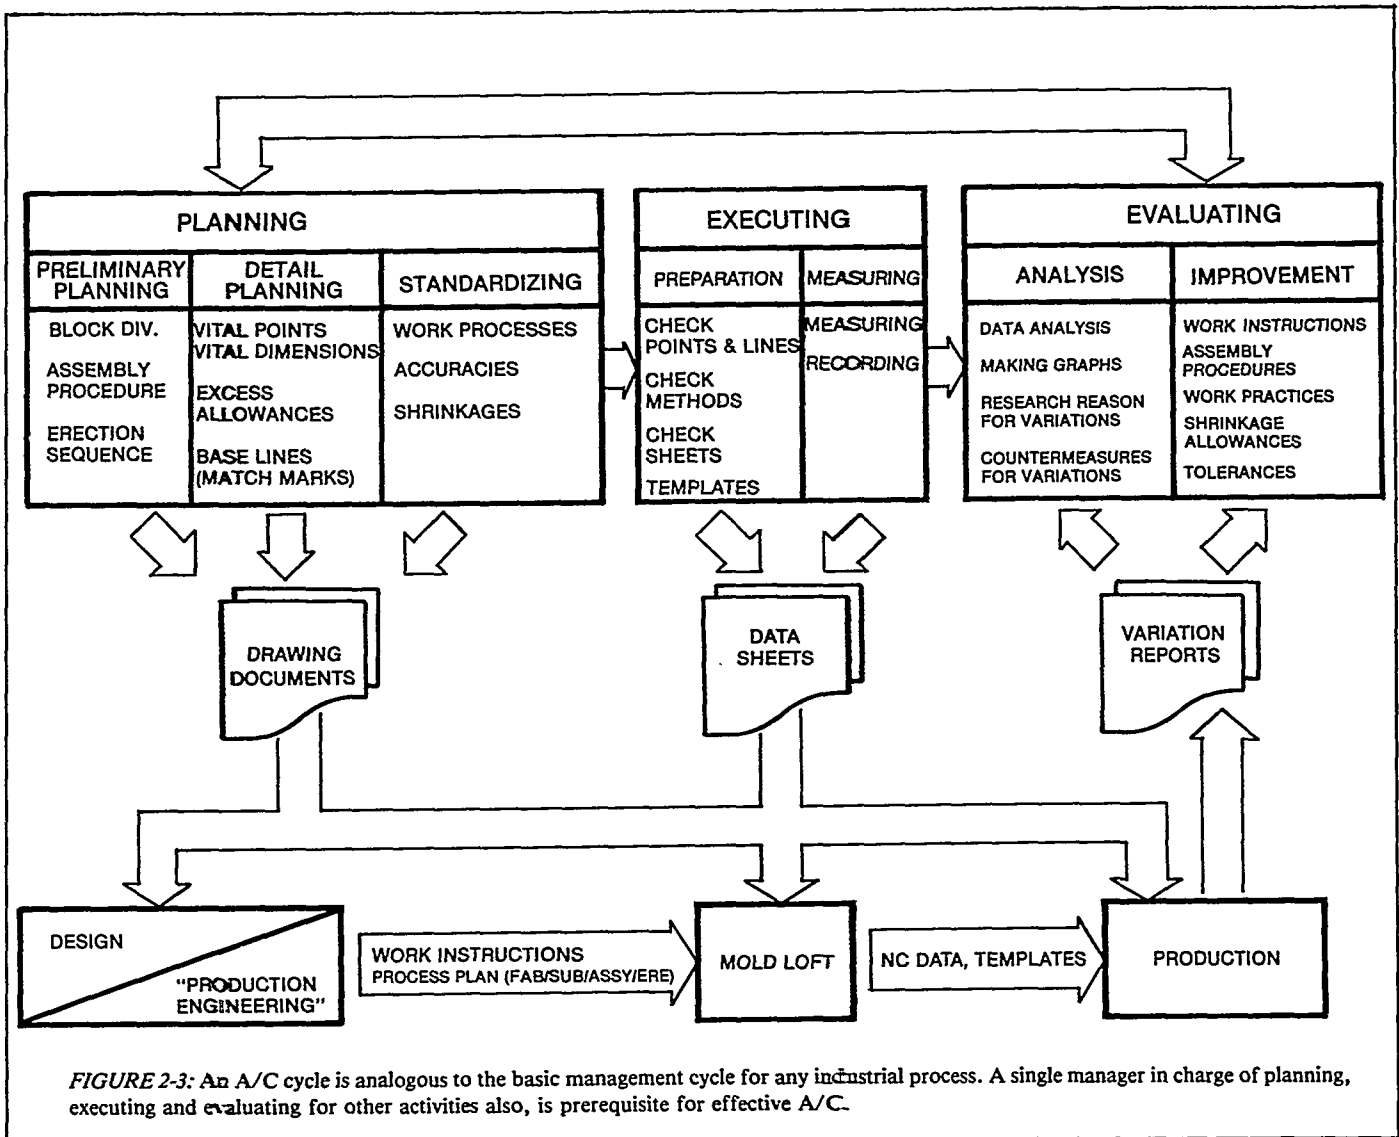 PLANNING
PRELIMINARY
PLANNING
BLOCK DIV.
ASSEMBLY
PROCEDURE
ERECTION
SEQUENCE
DETAIL
PLANNING
VITAL POINTS
VITAL DIMENSIONS
EXCESS
ALLOWANCES
BASE LINES
(MATCH MARKS)
STANDARDIZING
WORK PROCESSES
ACCURACIES
SHRINKAGES
EXECUTING
PREPARATION
CHECK
POINTS & LINES
CHECK
METHODS
CHECK
SHEETS
TEMPLATES
MEASURING
MEASURING
RECORDING
EVALUATING
ANALYSIS
DATA ANALYSIS
MAKING GRAPHS
RESEARCH REASON
FOR VARIATIONS
COUNTERMEASURES
FOR VARIATIONS
IMPROVEMENT
WORK INSTRUCTIONS
ASSEMBLY
PROCEDURES
WORK PRACTICES
SHRINKAGE
ALLOWANCES
TOLERANCES
DRAWING
DOCUMENTS
DATA
SHEETS
VARIATION
REPORTS
DESIGN
"PRODUCTION
ENGINEERING"
WORK INSTRUCTIONS
PROCESS PLAN (FAB/SUB/ASSY/ERE)
MOLD LOFT
NC DATA, TEMPLATES
PRODUCTION
FIGURE 2-3: An A/C cycle is analogous to the basic management cycle for any industrial process. A single manager in charge of planning,
executing and evaluating for other activities also, is prerequisite for effective A/C.